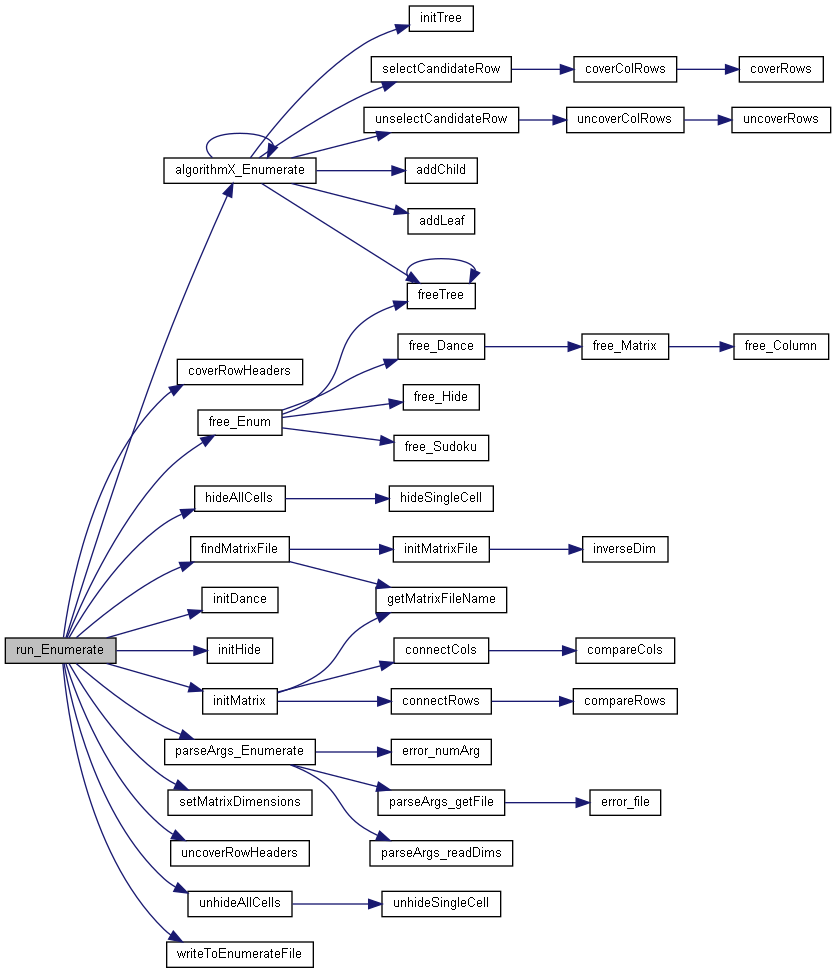 initTree
selectCandidateRow
coverColRows
coverRows
unselectCandidateRow
uncoverColRows
uncoverRows
algorithmX_Enumerate
addChild
addLeaf
freeTree
free_Dance
free_Matrix
free_Column
coverRowHeaders
free_Hide
free_Enum
free_Sudoku
hideAllCells
hideSingleCell
findMatrixFile
initMatrixFile
inverseDim
initDance
getMatrixFileName
run_Enumerate
initHide
connectCols
compareCols
initMatrix
connectRows
compareRows
parseArgs_Enumerate
error_numArg
setMatrixDimensions
parseArgs_getFile
error_file
uncoverRowHeaders
parseArgs_readDims
unhideAllCells
unhideSingleCell
writeToEnumerateFile